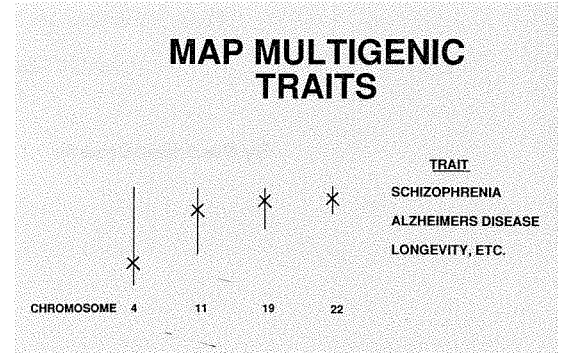 MAP MULTIGENIC
TRAITS
TRAIT
SCHIZOPHRENIA
ALZHEIMERS DISEASE
LONGEVITY, ETC.
CHROMOSOME 4 11 19 22